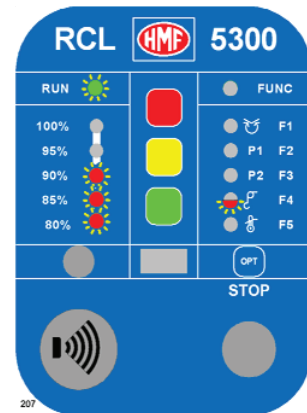 RCL HMF 5300
RUN FUNC
100% F1
95% P1 F2
90% P2 F3
85% F4
80% F5
OPT
STOP
207